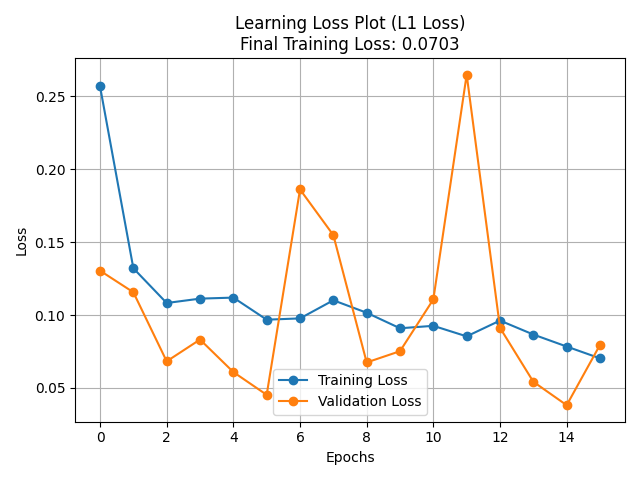 Learning Loss Plot (L1 Loss)
Final Training Loss: 0.0703
0.25
0.20
0.15
0.10
0.05
Loss
Training Loss
Validation Loss
0 2 4 6 8 10 12 14
Epochs